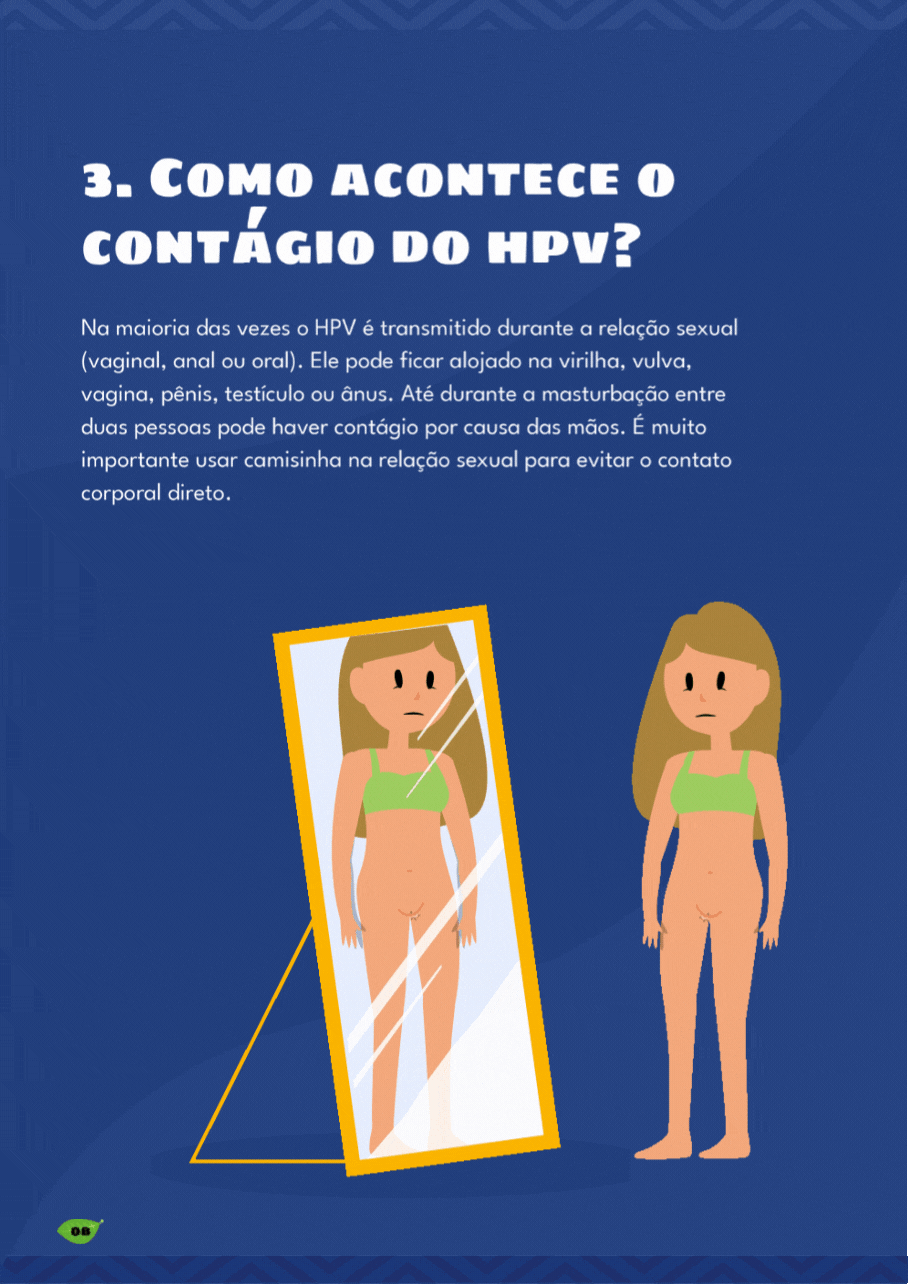 3. Como acontece o
contágio do HPV?
Na maioria das vezes o HPV é transmitido durante a relação sexual
(vaginal, anal ou oral). Ele pode ficar alojado na virilha, vulva,
vagina, pênis, testículo ou ânus. Até durante a masturbação entre
duas pessoas pode haver contágio por causa das mãos. É muito
importante usar camisinha na relação sexual para evitar o contato
corporal direto.
08